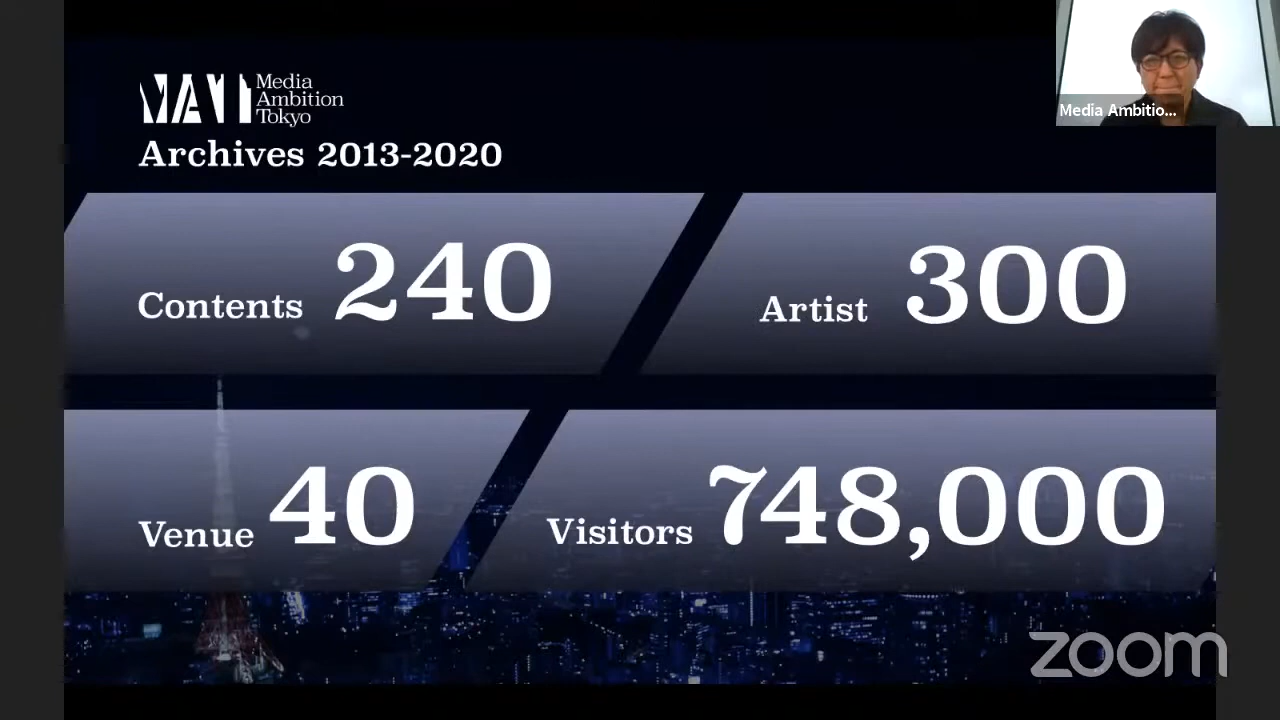 MAT
Media
Ambition
Tokyo
Archives 2013-2020
Contents 240
Artist 300
Venue 40
Visitors 748,000
Media Ambitio...
zoom